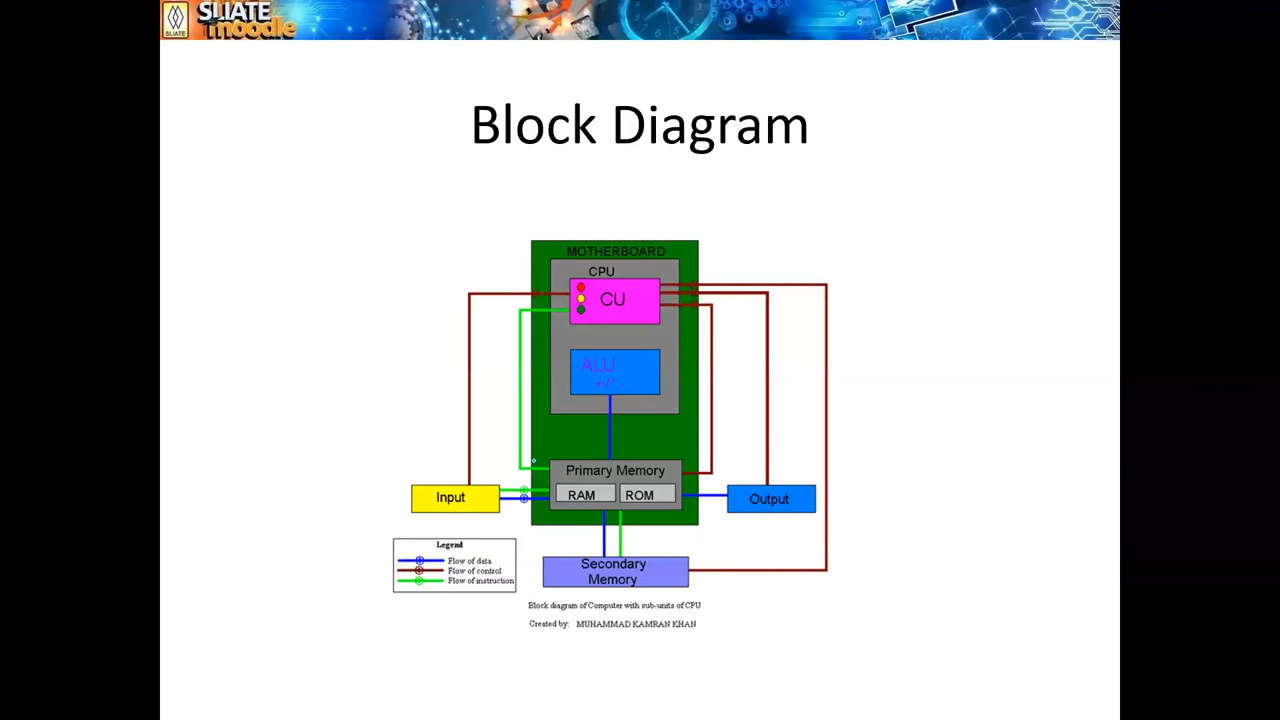 SLIATE
SLIATE
moodle
Block Diagram
MOTHERBOARD
CPU
CU
ALU
Primary Memory
RAM
ROM
Input
Output
Secondary
Memory
Legend
Flow of data
Flow of control
Flow of instruction
Block diagram of Computer with sub-units of CPU
Created by: MUHAMMAD KAMRAN KHAN